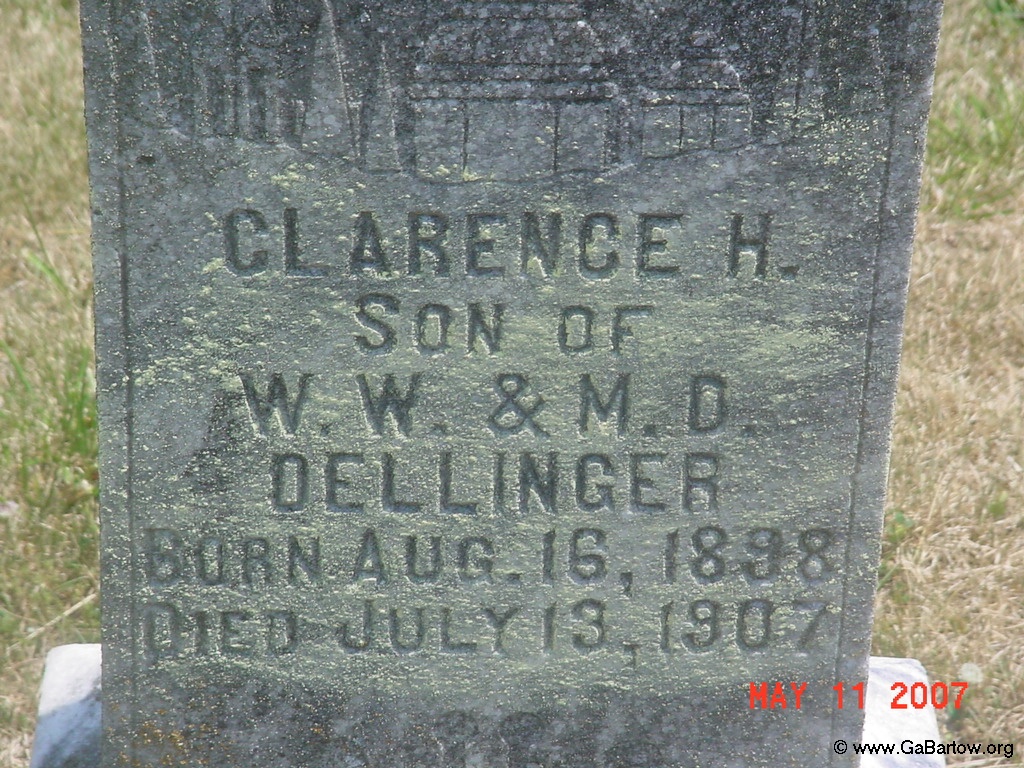 CLARENCE H.
SON OF
W. W. & M. D.
DELLINGER
BORN AUG. 16, 1898
DIED JULY 13, 1907
MAY 11 2007
© www.GaBartow.org